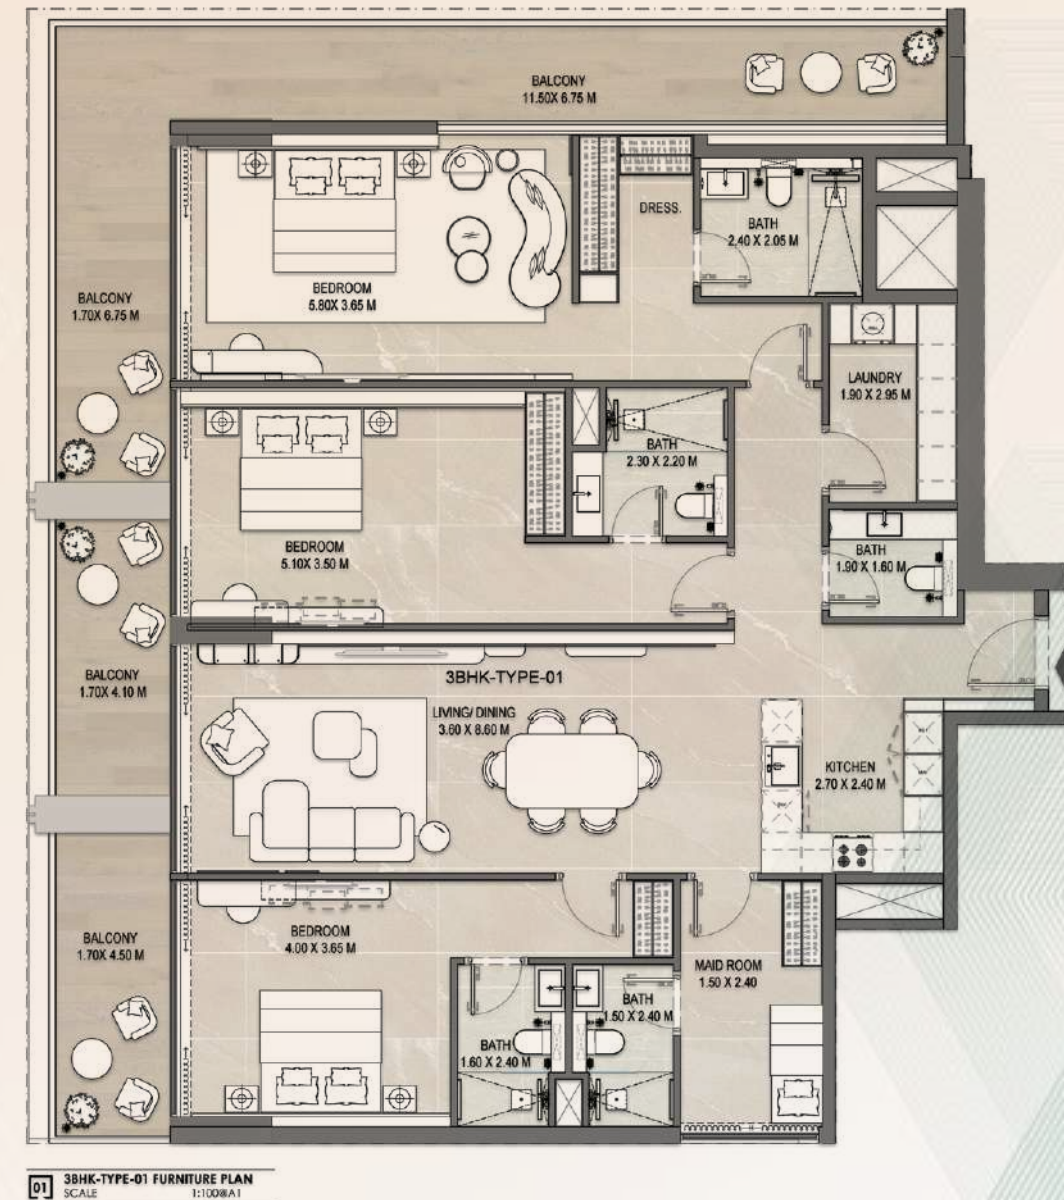 BALCONY
11.50X 6.75 M
DRESS.
BATH
2.40 X 2.05 M
BEDROOM
5.80X 3.65 M
BALCONY
1.70X 6.75 M
LAUNDRY
1.90 X 2.95 M
BATH
2.30 X 2.20 M
BEDROOM
5.10X 3.50 M
BATH
1.90 X 1.60 M
BALCONY
1.70X 4.10 M
3BHK-TYPE-01
LIVING/ DINING
3.60 X 8.60 M
KITCHEN
2.70 X 2.40 M
BALCONY
1.70X 4.50 M
BEDROOM
4.00 X 3.65 M
MAID ROOM
1.50 X 2.40
BATH
1.50 X 2.40 M
BATH
1.60 X 2.40 M
01
3BHK-TYPE-01 FURNITURE PLAN
SCALE 1:100@A1